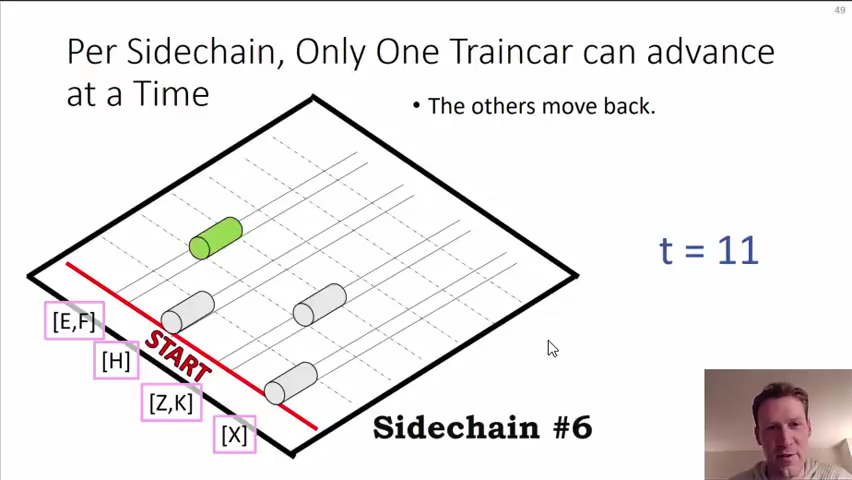 49
Per Sidechain, Only One Traincar can advance
at a Time
• The others move back.
t = 11
[E,F]
[H]
START
[Z,K]
[X]
Sidechain #6